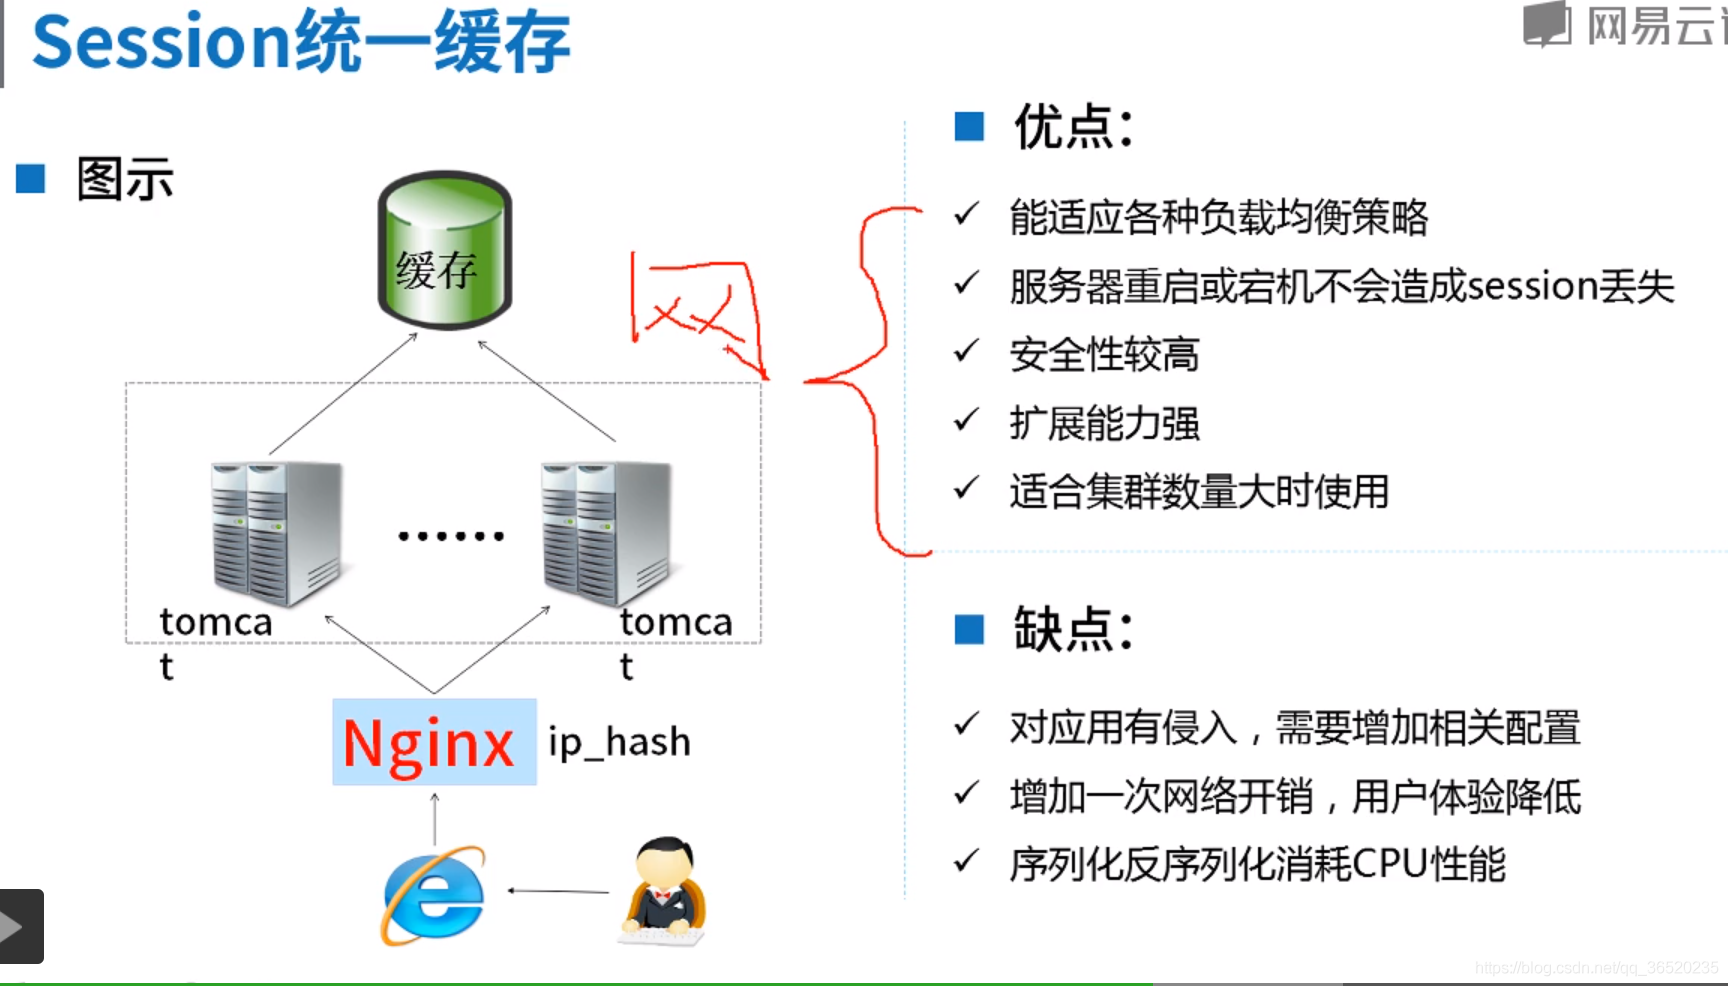 Session统一缓存
网易云
图示
缓存
网
tomca
t
tomca
t
Nginx
ip_hash
优点：
能适应各种负载均衡策略
服务器重启或宕机不会造成session丢失
安全性较高
扩展能力强
适合集群数量大时使用
缺点：
对应用有侵入，需要增加相关配置
增加一次网络开销，用户体验降低
序列化反序列化消耗CPU性能
https://blog.csdn.net/qq_36520235